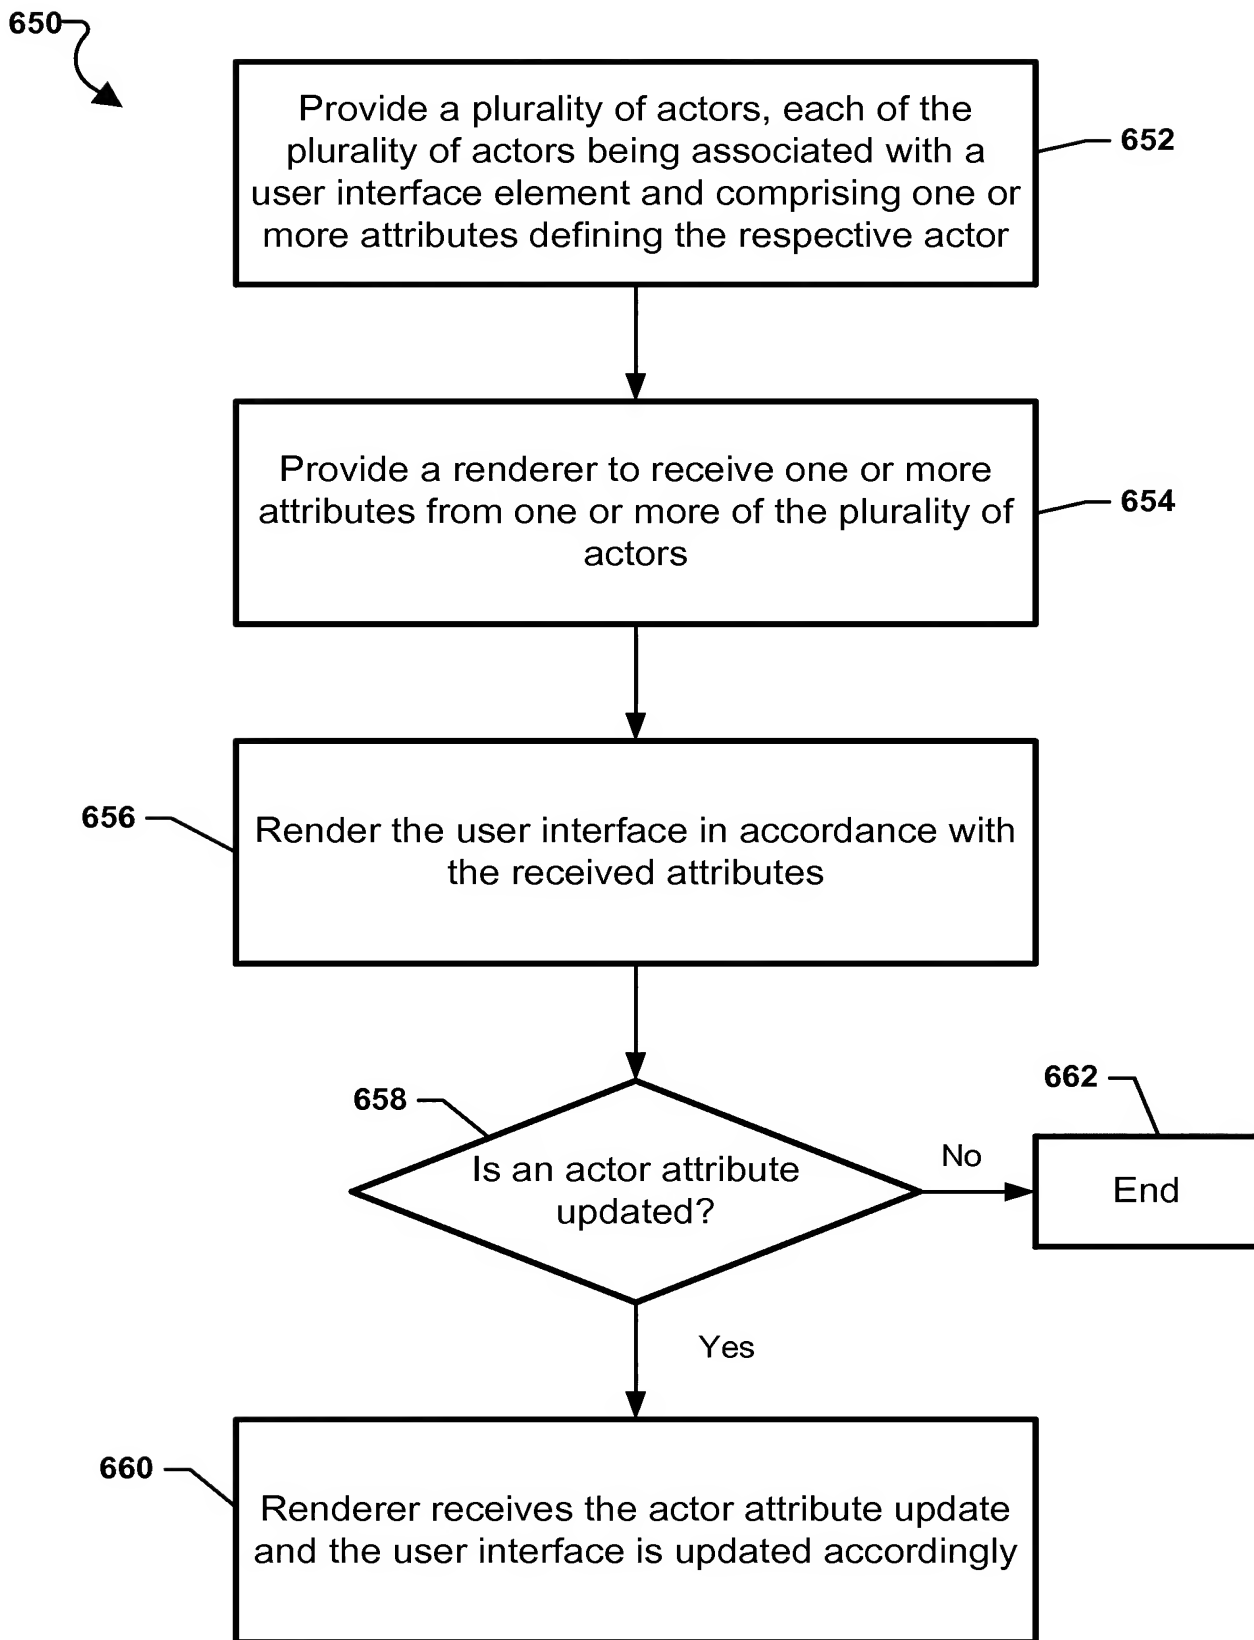 650
Provide a plurality of actors, each of the
plurality of actors being associated with a
user interface element and comprising one or
more attributes defining the respective actor
652
Provide a renderer to receive one or more
attributes from one or more of the plurality of
actors
654
656
Render the user interface in accordance with
the received attributes
658
Is an actor attribute
updated?
No
662
End
Yes
660
Renderer receives the actor attribute update
and the user interface is updated accordingly